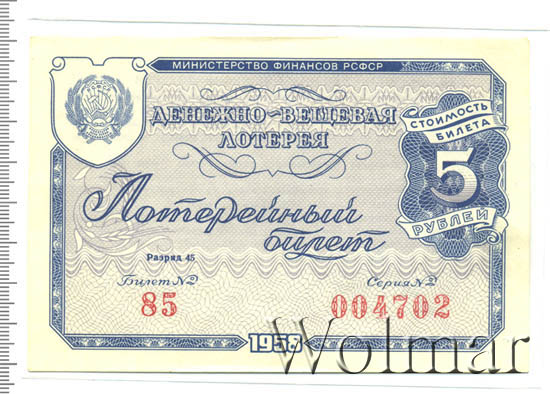 МИНИСТЕРСТВО ФИНАНСОВ РСФСР
ДЕНЕЖНО-ВЕЩЕВАЯ
ЛОТЕРЕЯ
СТОИМОСТЬ
БИЛЕТА
5
РУБЛЕЙ
Лотерейный
билет
Разряд 45
Билет №
85
Серия №
004702
1958
Wolmar